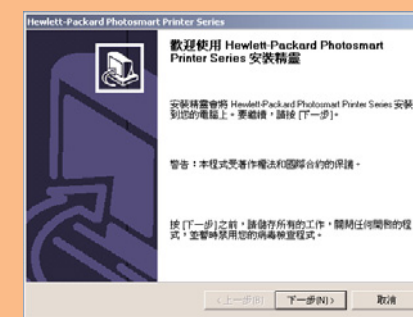 Hewlett-Packard Photosmart Printer Series
歡迎使用 Hewlett-Packard Photosmart
Printer Series 安裝精靈
安裝精靈會將 Hewlett-Packard Photosmart Printer Series 安裝
到您的電腦上。要繼續，請按 [下一步]。
警告：本程式受著作權法和國際合約的保護。
按 [下一步] 之前，請儲存所有的工作，關閉任何開啟的程
式，並暫時禁用您的病毒檢查程式。
<上一步(B)
下一步(N)>
取消